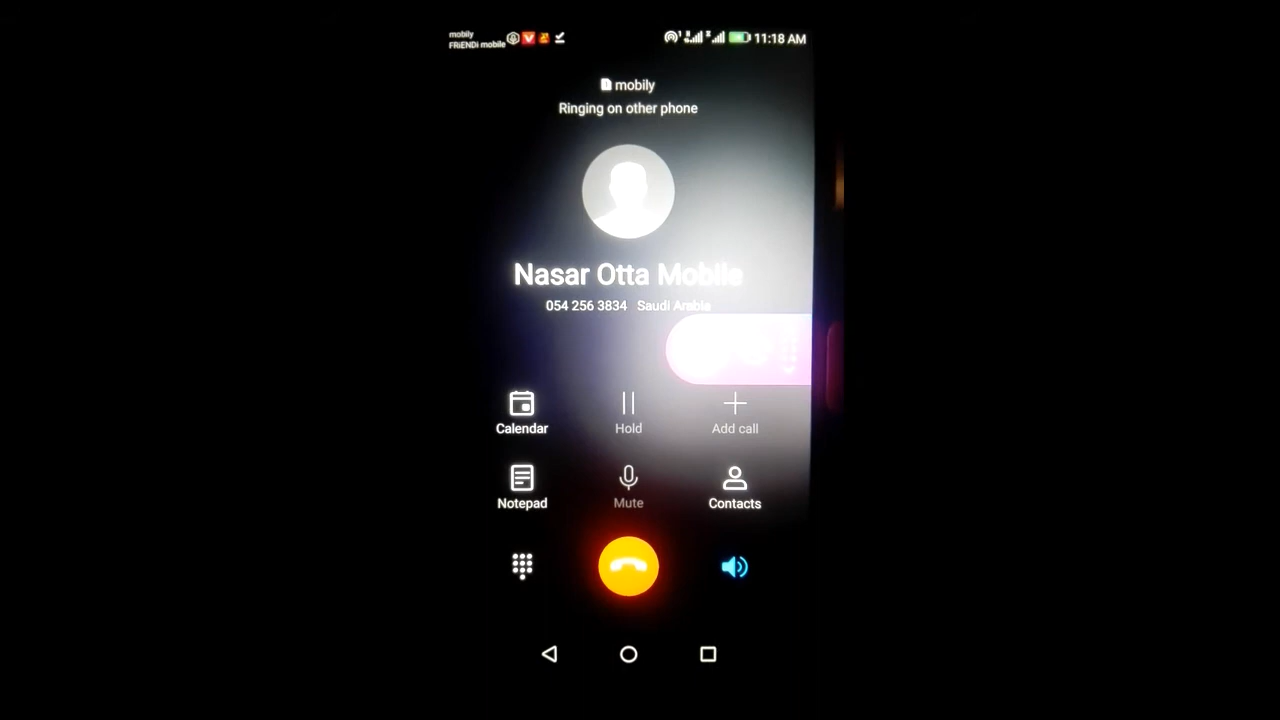 mobily
FRiENDi mobile
11:18 AM
mobily
Ringing on other phone
Nasar Otta Mobile
054 256 3834 Saudi Arabia
Calendar
Hold
Add call
Notepad
Mute
Contacts